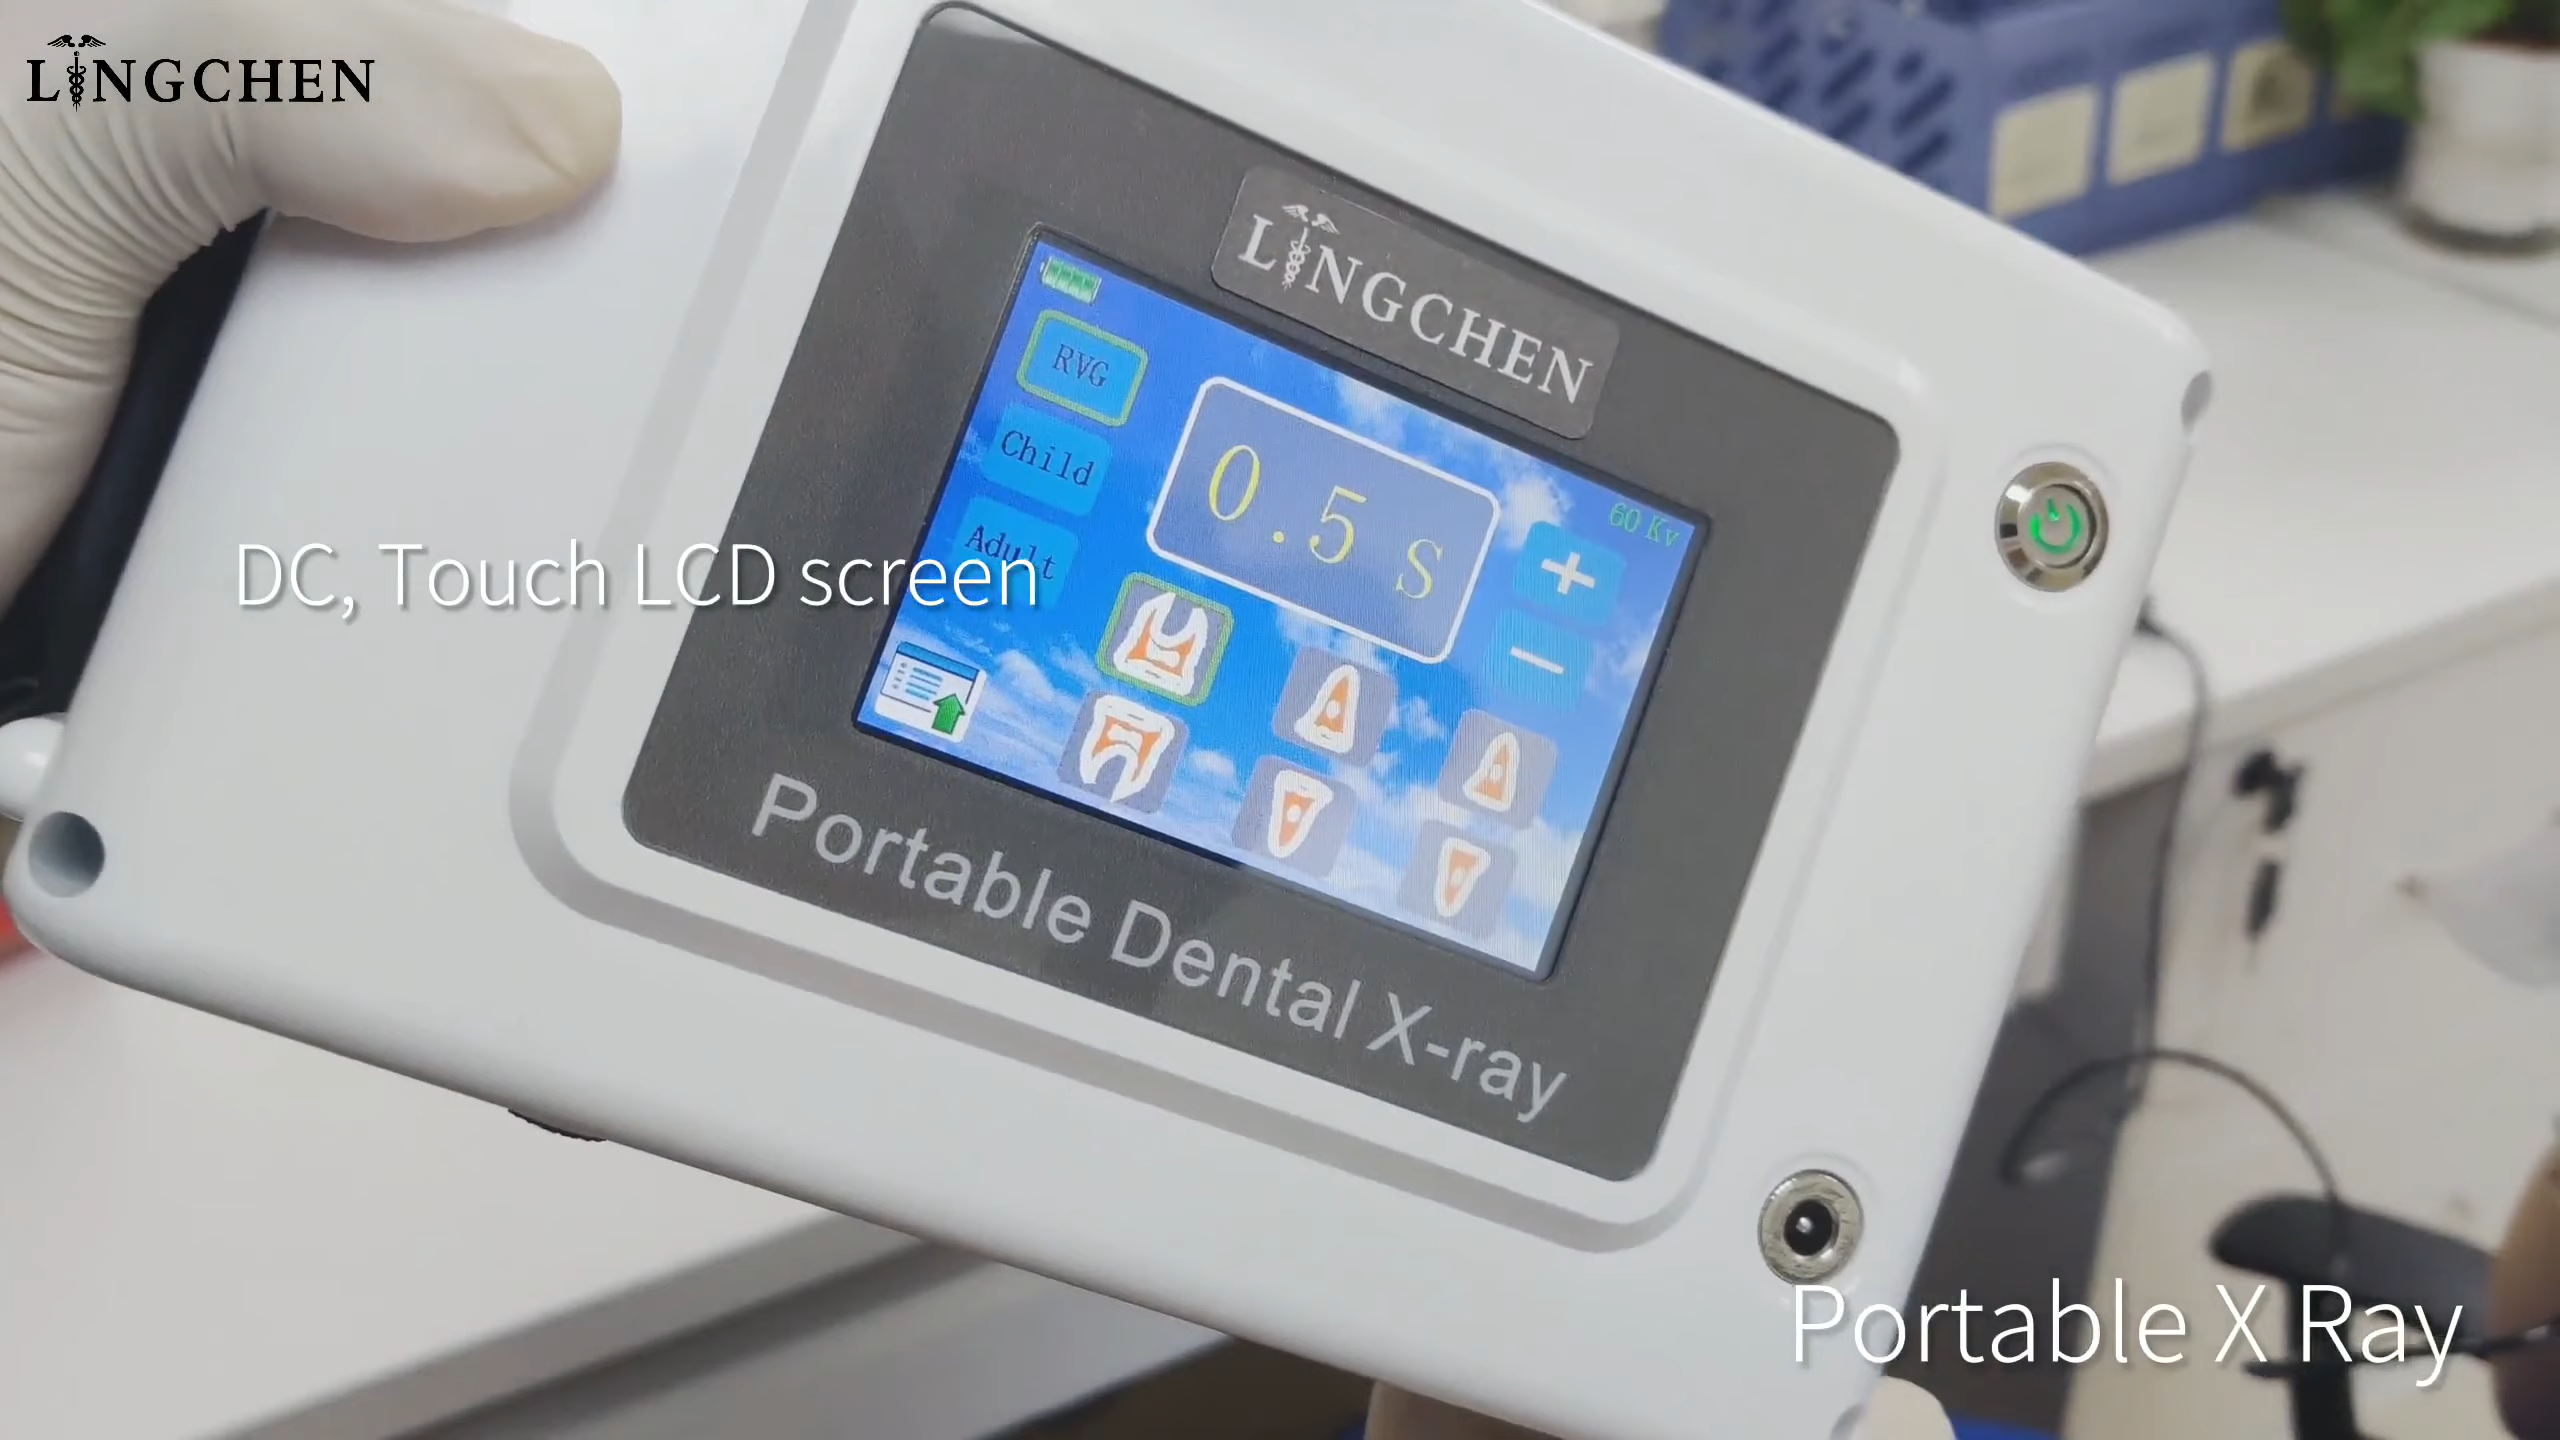 LINGCHEN
LINGCHEN
RVG
Child
Adult
0.5 S
60 Kv
+
−
DC, Touch LCD screen
Portable Dental X-ray
Portable X Ray